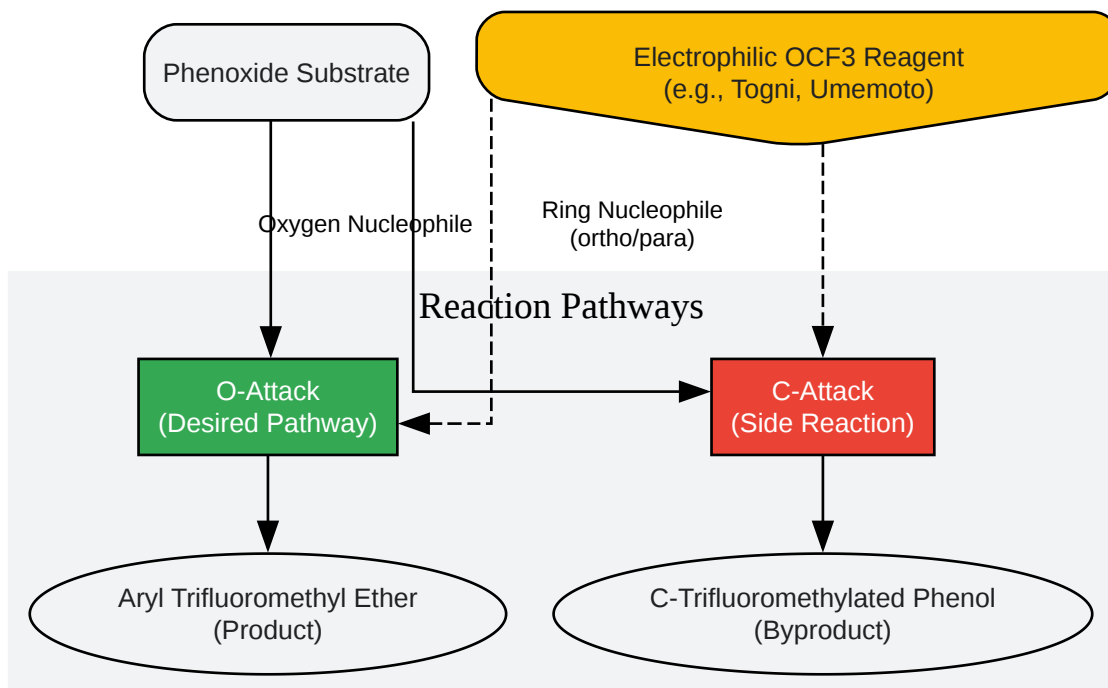 Phenoxide Substrate
Electrophilic OCF3 Reagent
(e.g., Togni, Umemoto)
Oxygen Nucleophile
Ring Nucleophile
(ortho/para)
Reaction Pathways
O-Attack
(Desired Pathway)
C-Attack
(Side Reaction)
Aryl Trifluoromethyl Ether
(Product)
C-Trifluoromethylated Phenol
(Byproduct)